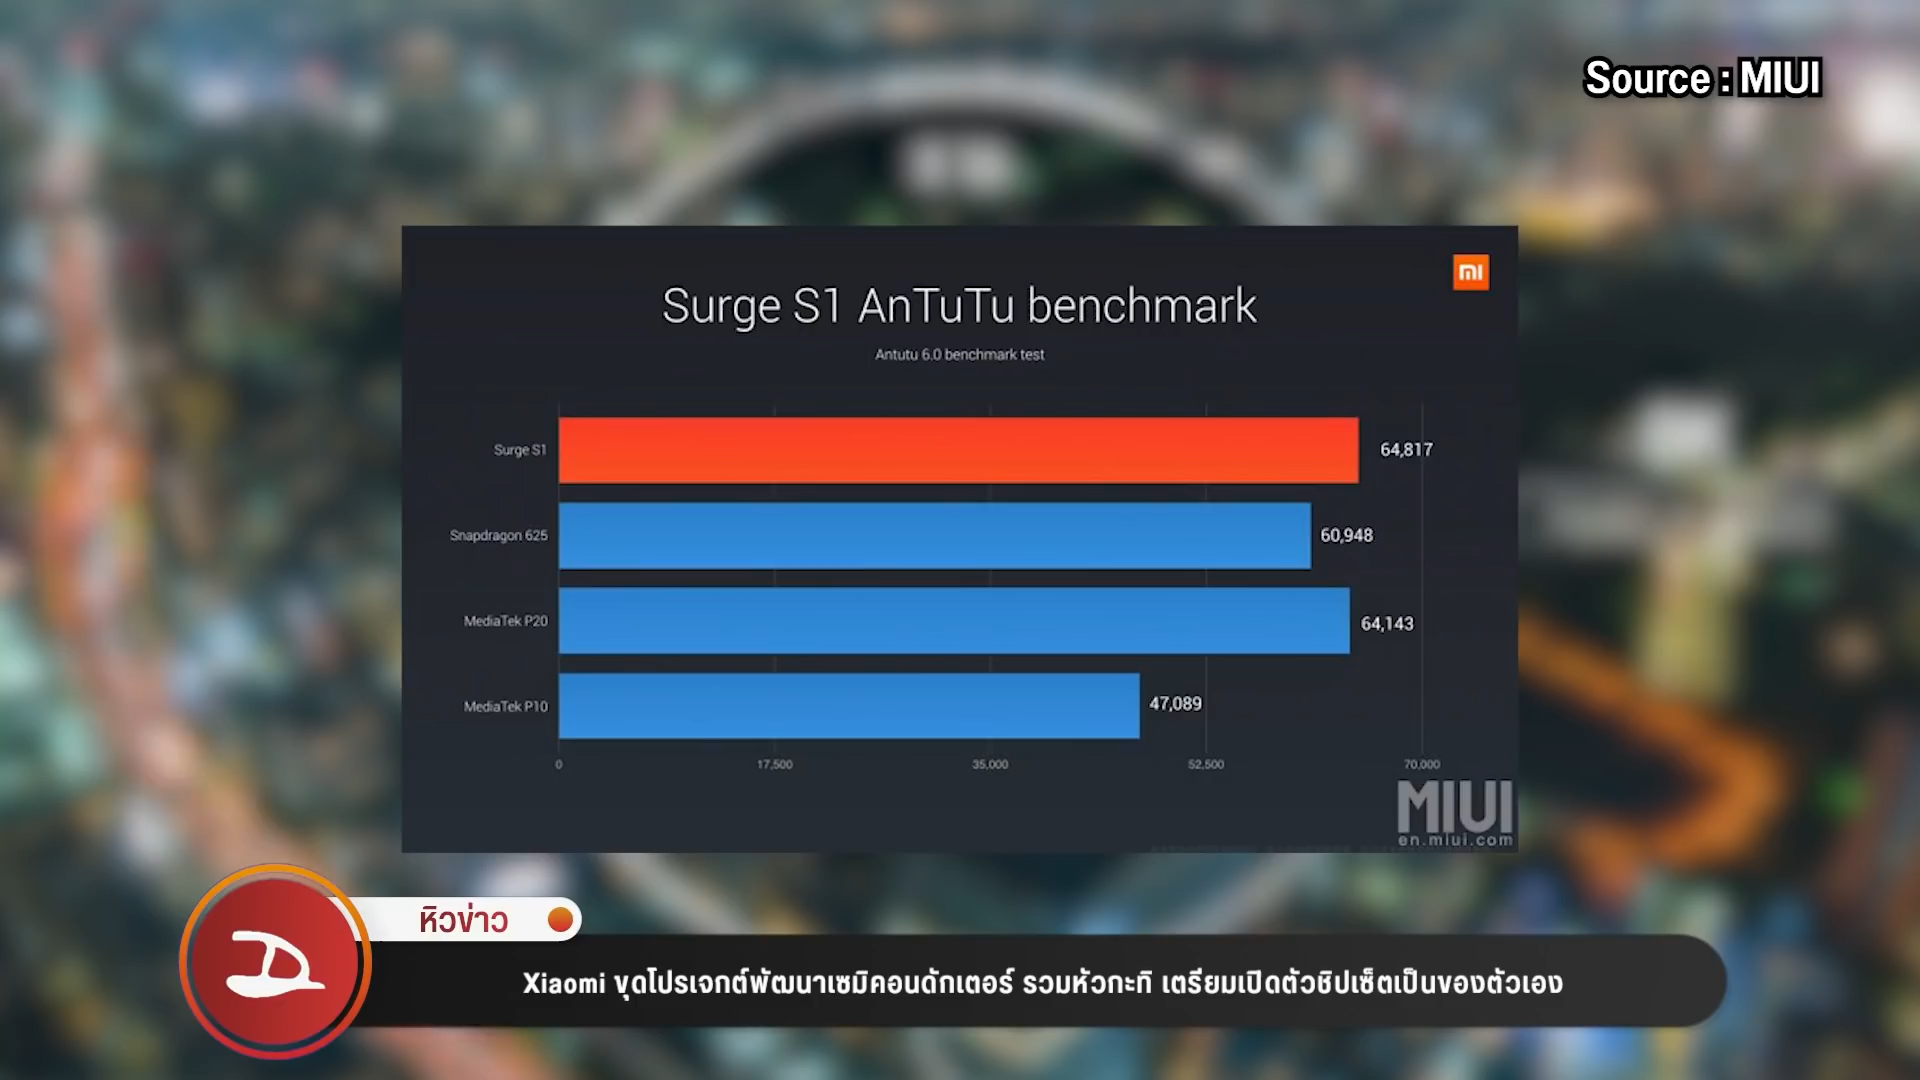 Source : MIUI
mi
Surge S1 AnTuTu benchmark
Antutu 6.0 benchmark test
Surge S1
64,817
Snapdragon 625
60,948
MediaTek P20
64,143
MediaTek P10
47,089
0 17,500 35,000 52,500 70,000
MIUI
en.miui.com
หิวข่าว
Xiaomi ขุดโปรเจกต์พัฒนาเซมิคอนดักเตอร์ รวมหัวกะทิ เตรียมเปิดตัวชิปเซ็ตเป็นของตัวเอง